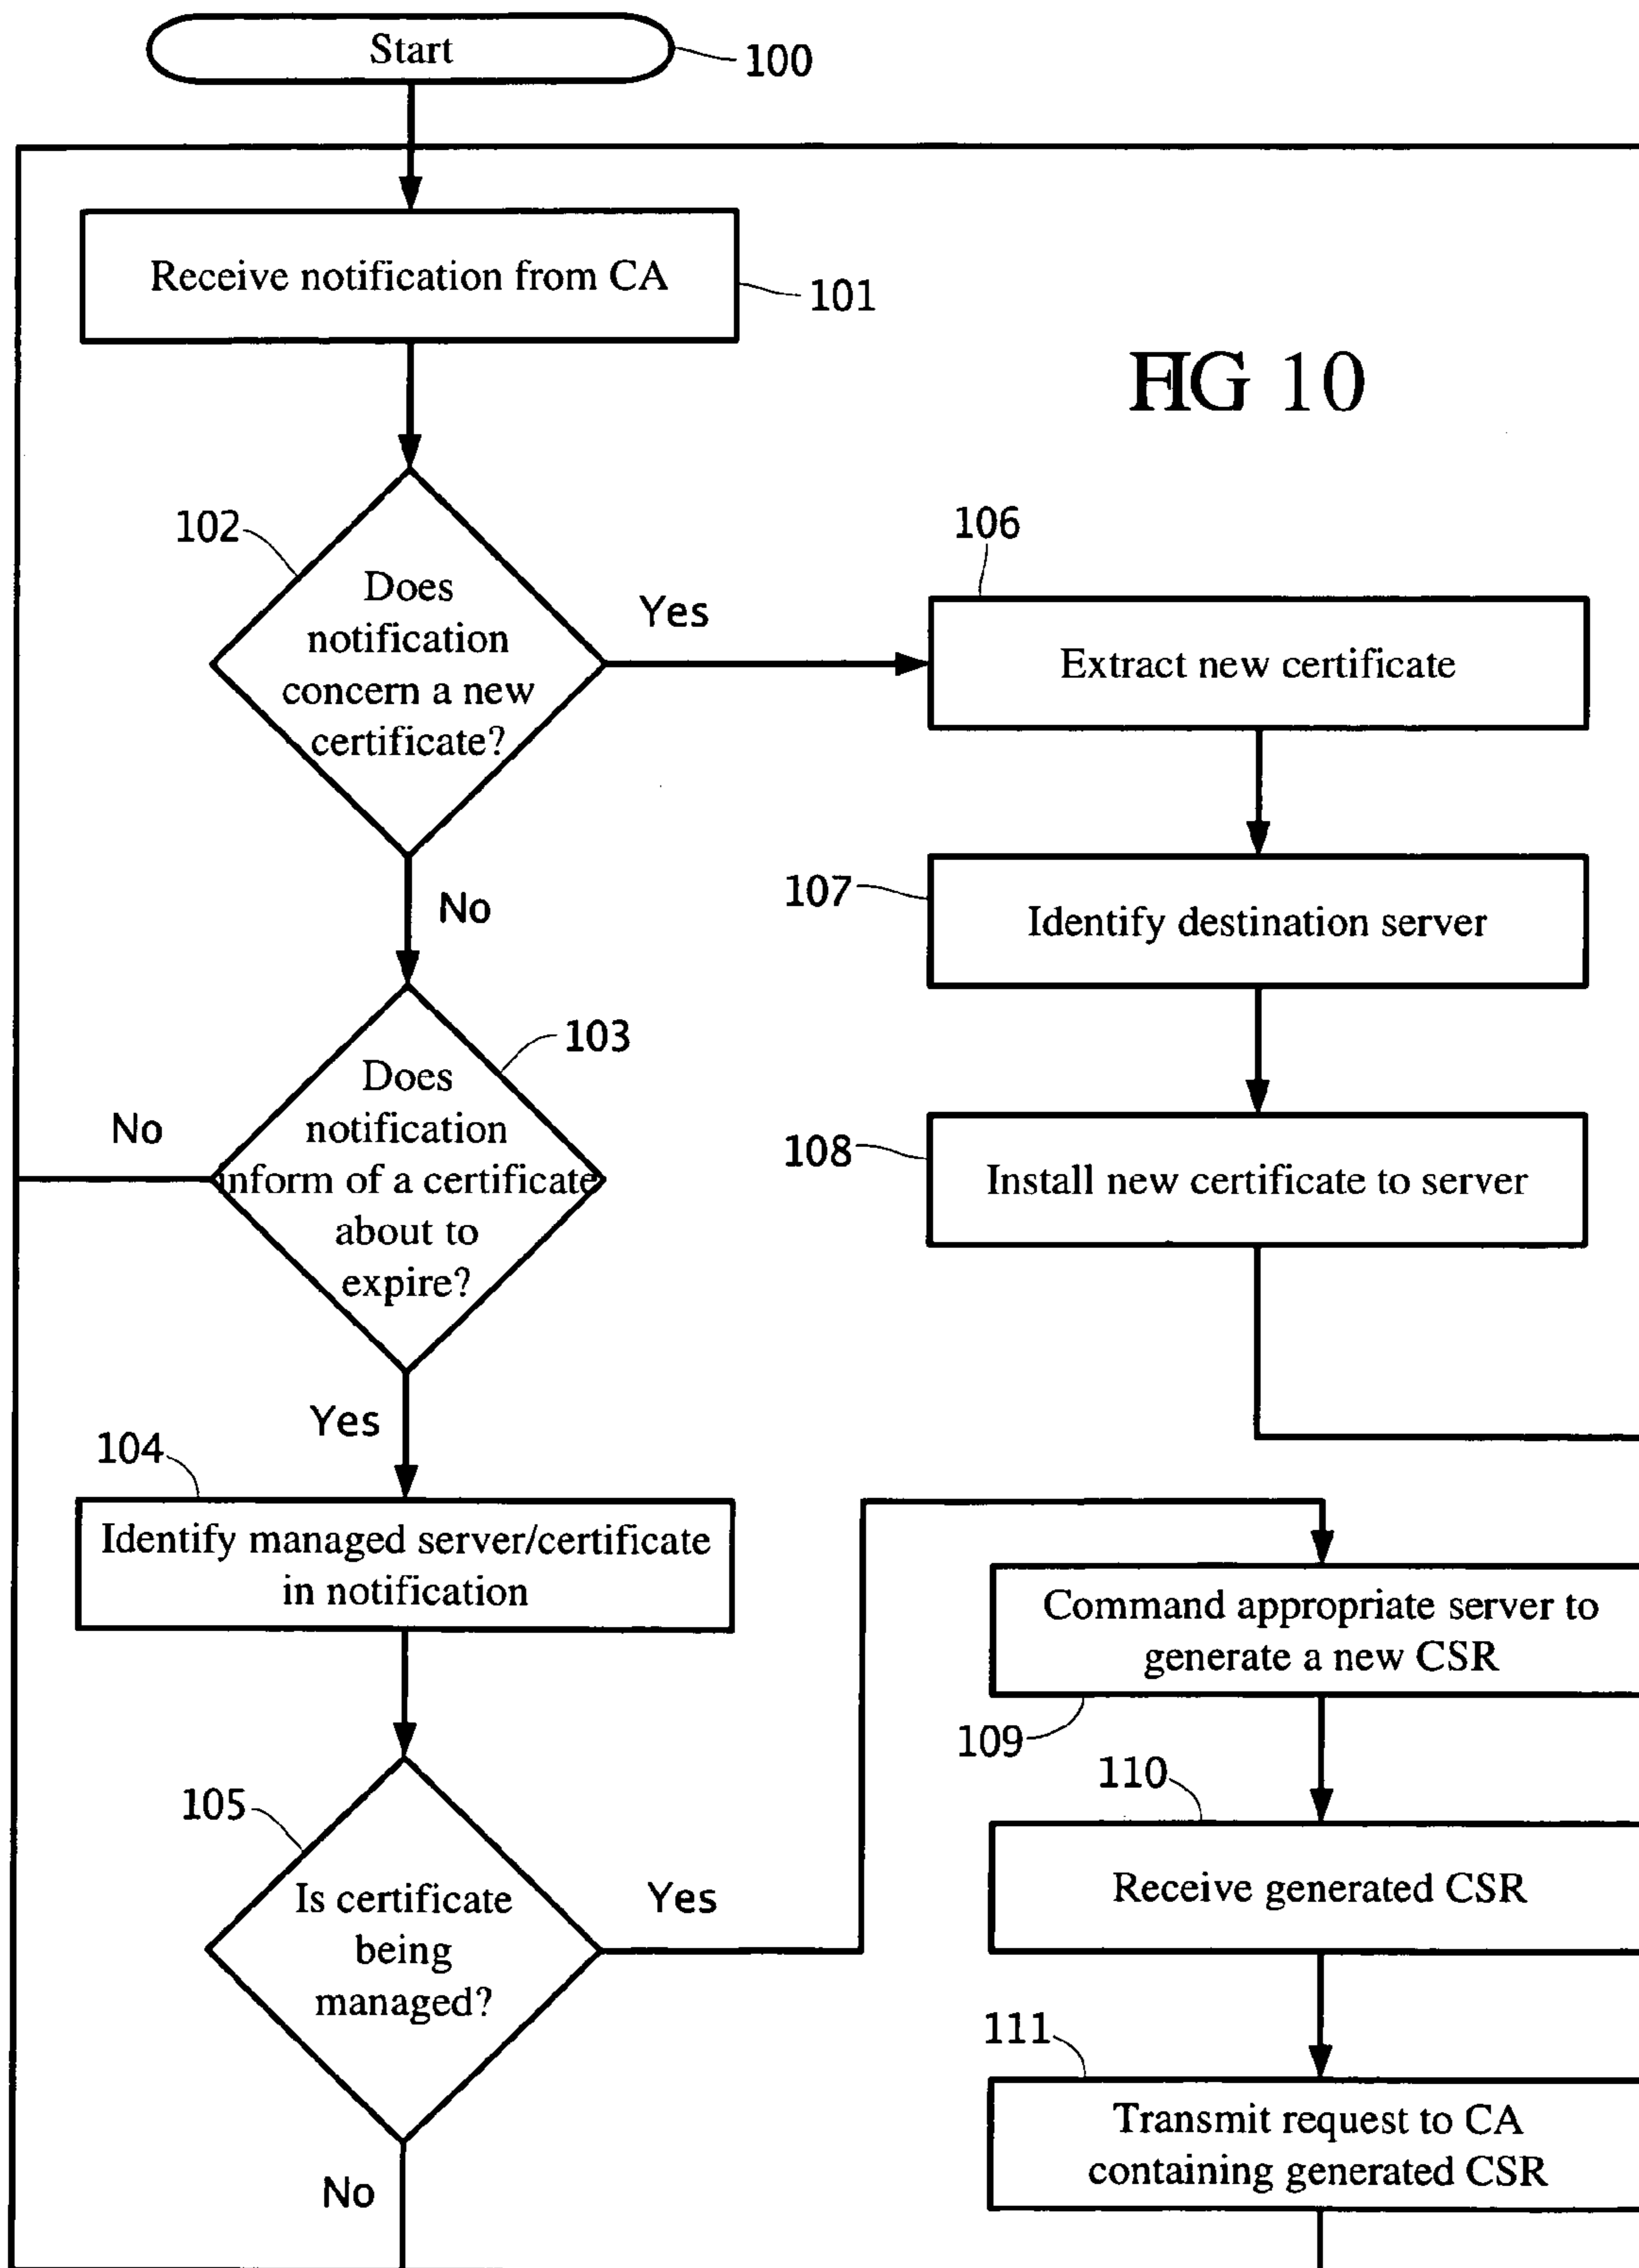 Start
100
Receive notification from CA
101
FIG 10
102
Does
notification
concern a new
certificate?
Yes
106
Extract new certificate
No
107
Identify destination server
103
Does
notification
inform of a certificate
about to
expire?
No
108
Install new certificate to server
Yes
104
Identify managed server/certificate
in notification
Command appropriate server to
generate a new CSR
109
105
Is certificate
being
managed?
Yes
110
Receive generated CSR
111
Transmit request to CA
containing generated CSR
No